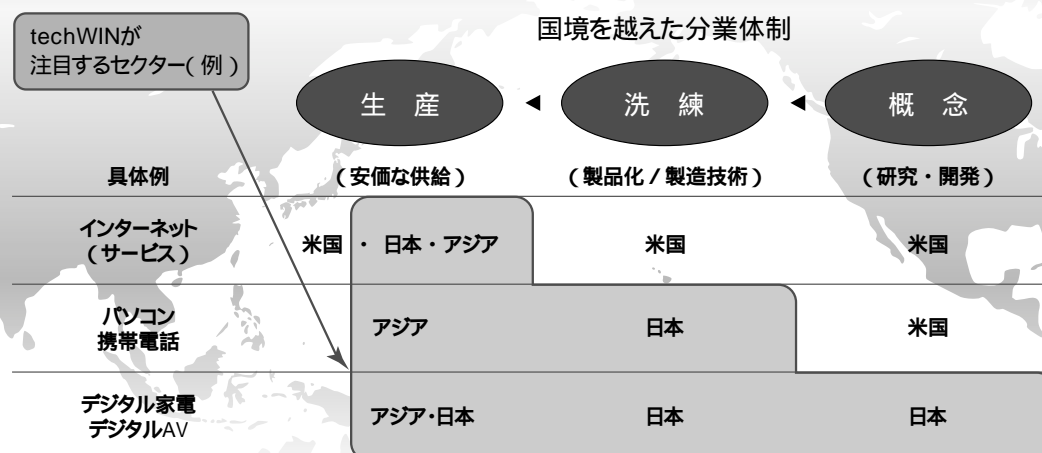 techWINが
注目するセクター(例)
国境を越えた分業体制
生 産 ◀ 洗 練 ◀ 概 念
具体例 (安価な供給) (製品化/製造技術) (研究・開発)
インターネット
(サービス)
米国 ・ 日本・アジア 米国 米国
パソコン
携帯電話
アジア 日本 米国
デジタル家電
デジタルAV
アジア・日本 日本 日本